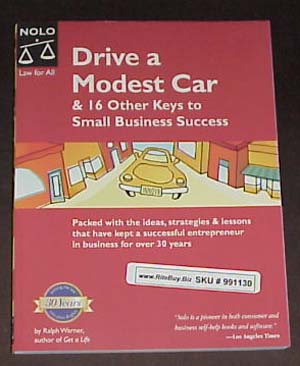 NOLO
Law for All
Drive a
Modest Car
& 16 Other Keys to
Small Business Success
Packed with the ideas, strategies & lessons
that have kept a successful entrepreneur
in business for over 30 years
www.RiteBuy.Biz SKU # 991130
30 Years
by Ralph Warner,
author of Get a Life
"Nolo is a pioneer in both consumer and
business self-help books and software."
—Los Angeles Times